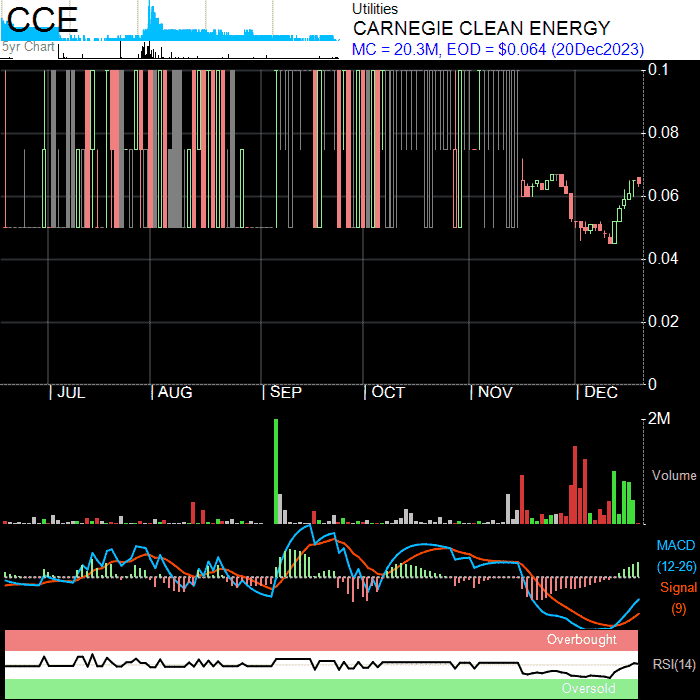 CCE
5yr Chart
Utilities
CARNEGIE CLEAN ENERGY
MC = 20.3M, EOD = $0.064 (20Dec2023)
0.1
0.08
0.06
0.04
0.02
0
JUL AUG SEP OCT NOV DEC
2M
Volume
MACD
(12-26)
Signal
(9)
Overbought
RSI(14)
Oversold